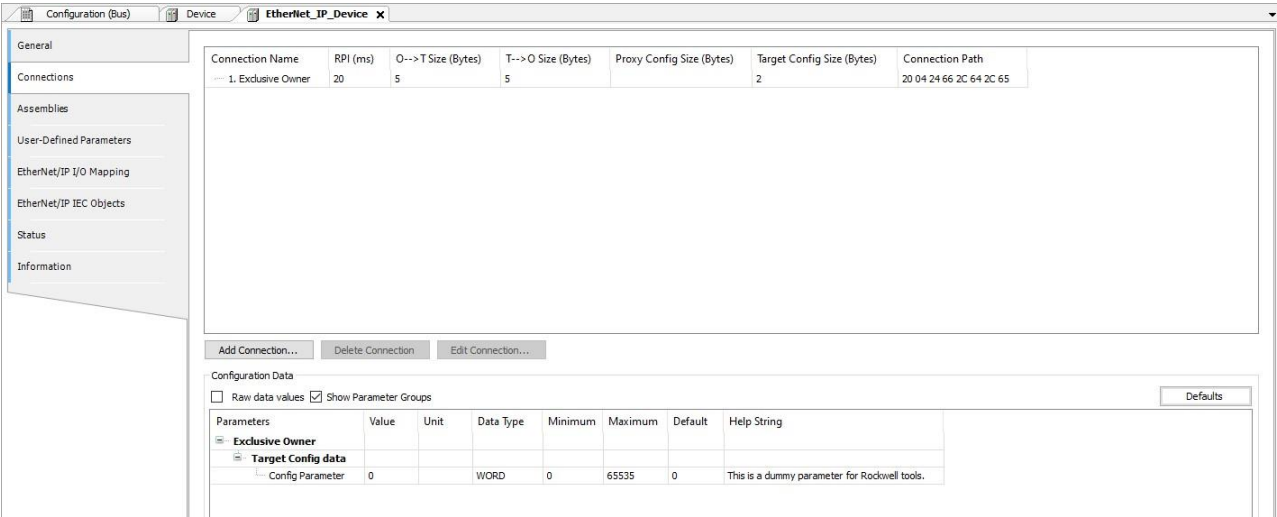 Configuration (Bus) Device EtherNet_IP_Device X
General
Connections
Assemblies
User-Defined Parameters
EtherNet/IP I/O Mapping
EtherNet/IP IEC Objects
Status
Information
Connection Name RPI (ms) O-->T Size (Bytes) T-->O Size (Bytes) Proxy Config Size (Bytes) Target Config Size (Bytes) Connection Path
1. Exclusive Owner 20 5 5 2 20 04 24 66 2C 64 2C 65
Add Connection... Delete Connection Edit Connection...
Configuration Data
Raw data values Show Parameter Groups Defaults
Parameters Value Unit Data Type Minimum Maximum Default Help String
Exclusive Owner
Target Config data
Config Parameter 0 WORD 0 65535 0 This is a dummy parameter for Rockwell tools.